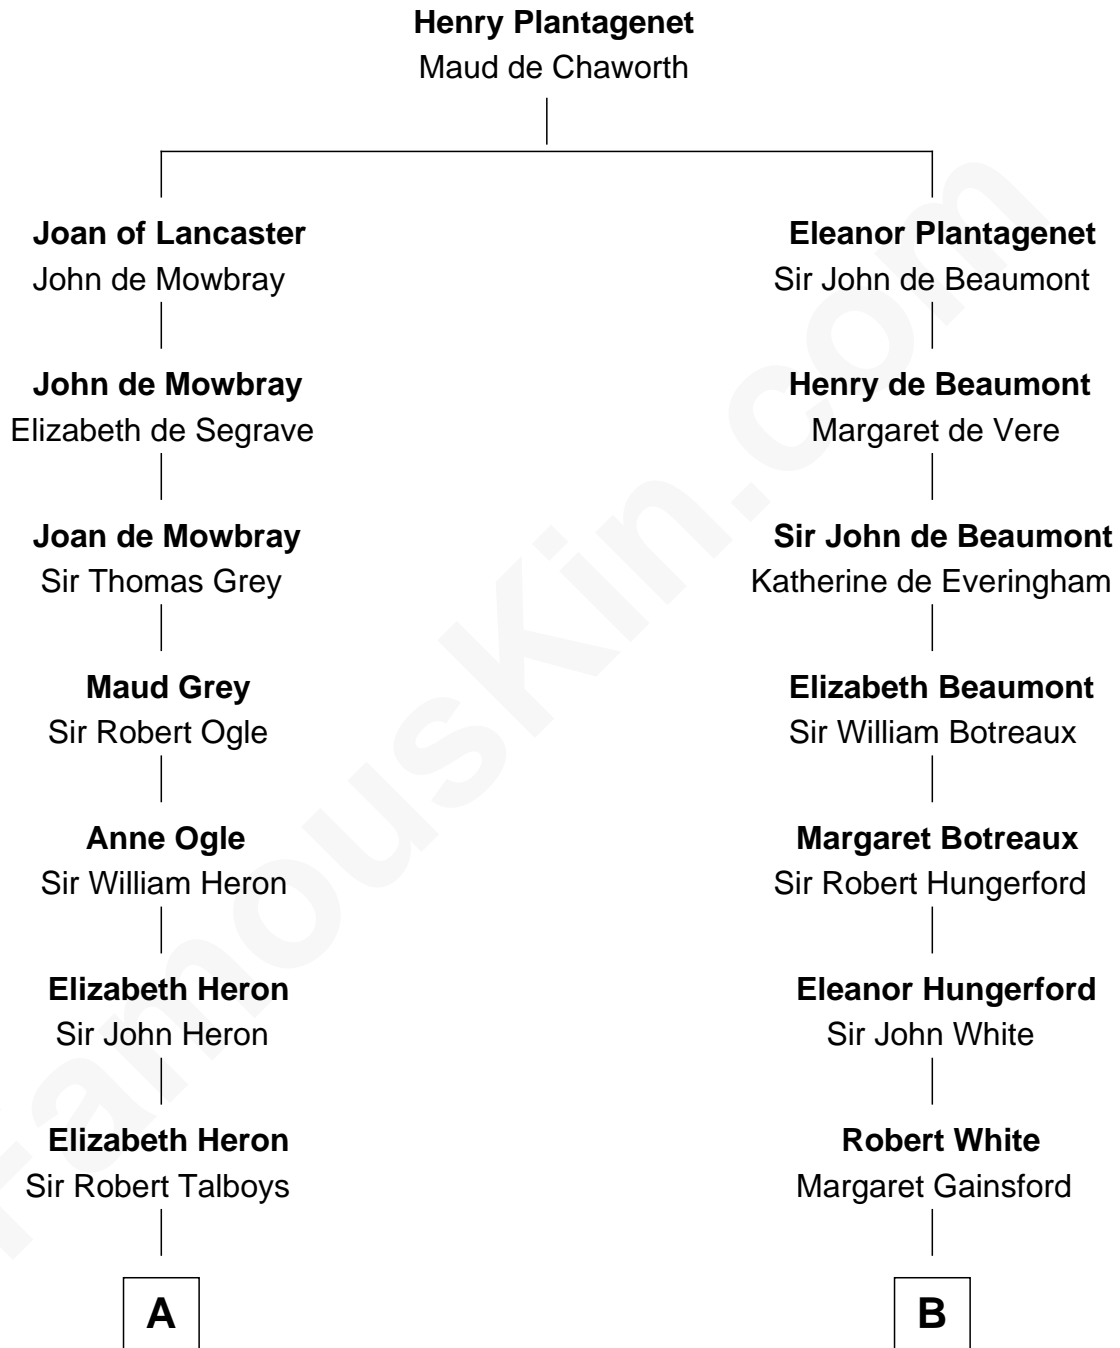 Henry Plantagenet
Maud de Chaworth
Joan of Lancaster
John de Mowbray
Eleanor Plantagenet
Sir John de Beaumont
John de Mowbray
Elizabeth de Segrave
Henry de Beaumont
Margaret de Vere
Joan de Mowbray
Sir Thomas Grey
Sir John de Beaumont
Katherine de Everingham
Maud Grey
Sir Robert Ogle
Elizabeth Beaumont
Sir William Botreaux
Anne Ogle
Sir William Heron
Margaret Botreaux
Sir Robert Hungerford
Elizabeth Heron
Sir John Heron
Eleanor Hungerford
Sir John White
Elizabeth Heron
Sir Robert Talboys
Robert White
Margaret Gainsford
A
B
FamousKin.com